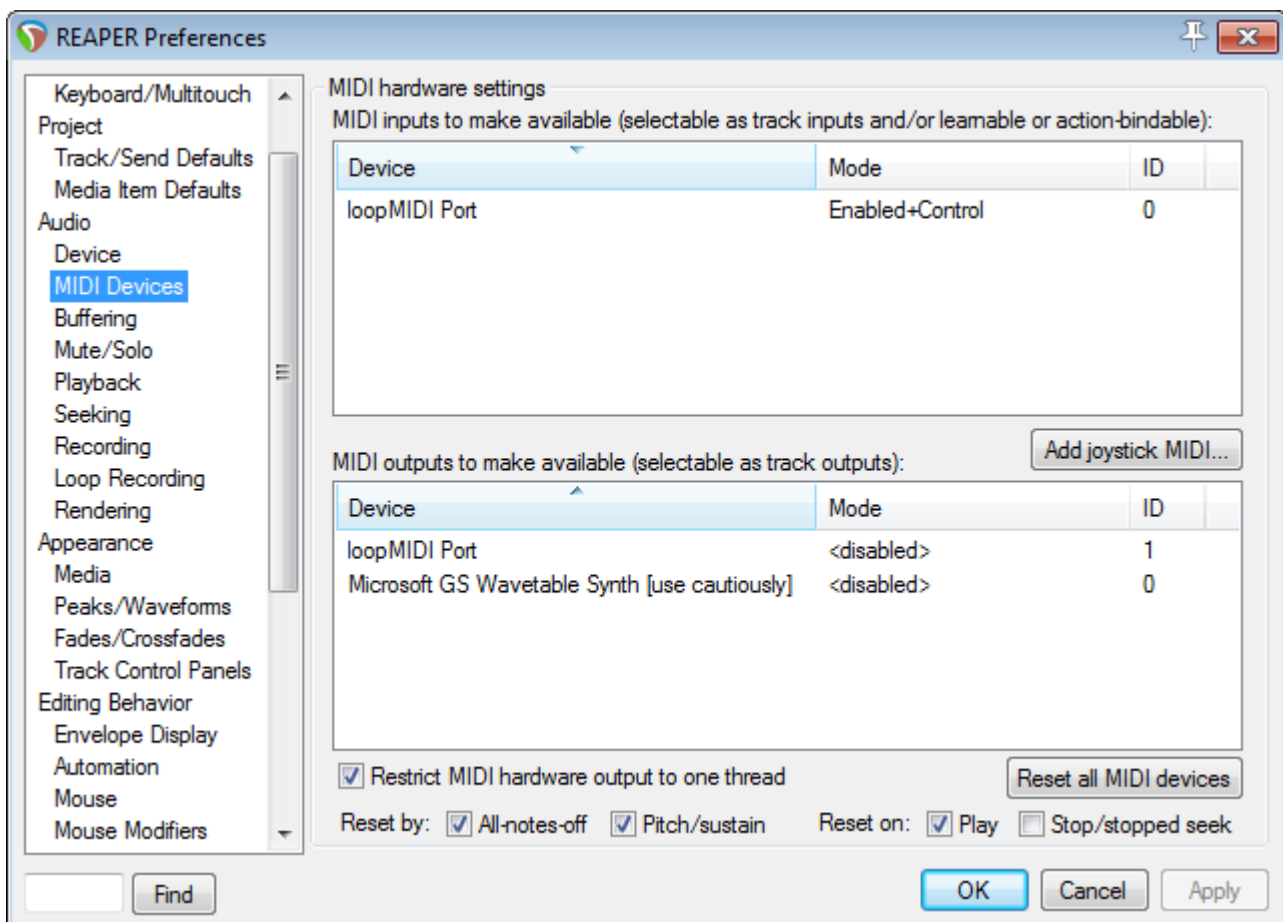 REAPER Preferences
Keyboard/Multitouch
Project
Track/Send Defaults
Media Item Defaults
Audio
Device
MIDI Devices
Buffering
Mute/Solo
Playback
Seeking
Recording
Loop Recording
Rendering
Appearance
Media
Peaks/Waveforms
Fades/Crossfades
Track Control Panels
Editing Behavior
Envelope Display
Automation
Mouse
Mouse Modifiers
Find
MIDI hardware settings
MIDI inputs to make available (selectable as track inputs and/or learnable or action-bindable):
Device Mode ID
loopMIDI Port Enabled+Control 0
Add joystick MIDI...
MIDI outputs to make available (selectable as track outputs):
Device Mode ID
loopMIDI Port <disabled> 1
Microsoft GS Wavetable Synth [use cautiously] <disabled> 0
Restrict MIDI hardware output to one thread
Reset all MIDI devices
Reset by: All-notes-off Pitch/sustain Reset on: Play Stop/stopped seek
OK Cancel Apply